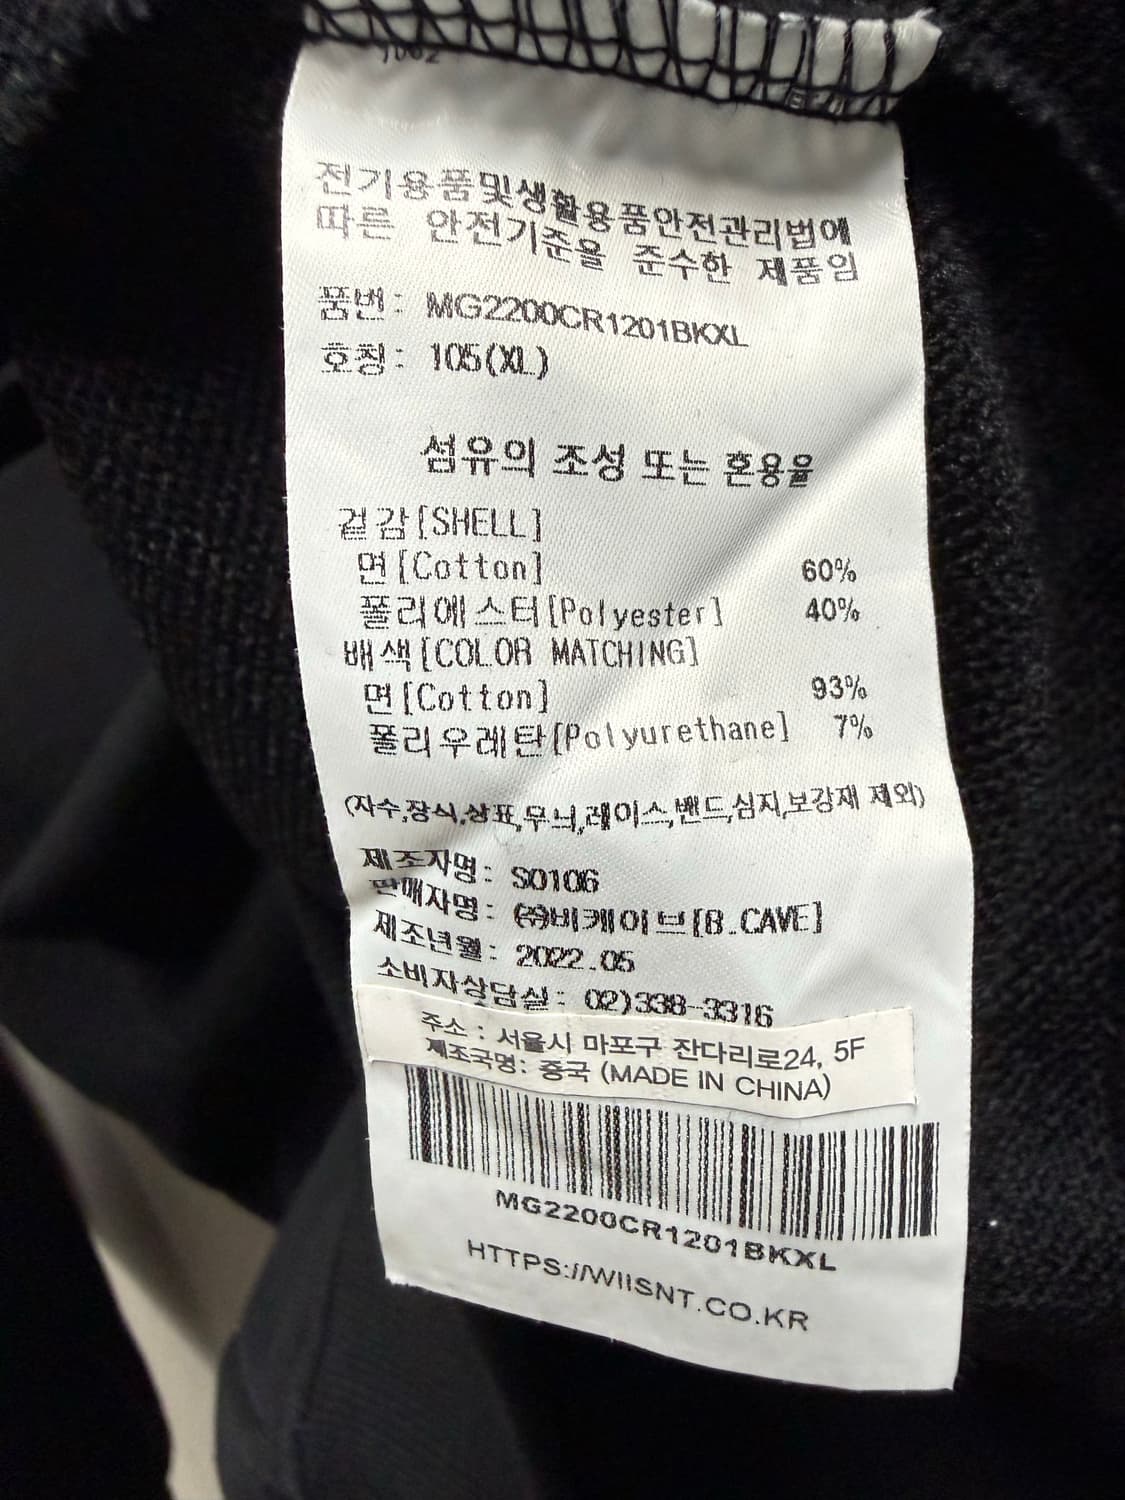 전기용품및생활용품안전관리법에
따른 안전기준을 준수한 제품임
품번: MG2200CR1201BKXL
호칭: 105(XL)
섬유의 조성 또는 혼용율
겉감[SHELL]
면[Cotton] 60%
폴리에스터[Polyester] 40%
배색[COLOR MATCHING]
면[Cotton] 93%
폴리우레탄[Polyurethane] 7%
(자수,장식,상표,무늬,레이스,밴드,심지,보강재 제외)
제조자명: SO106
판매자명: ㈜비케이브[B.CAVE]
제조년월: 2022.05
소비자상담실: 02)338-3316
주소 : 서울시 마포구 잔다리로24, 5F
제조국명: 중국 (MADE IN CHINA)
MG2200CR1201BKXL
HTTPS://WIISNT.CO.KR